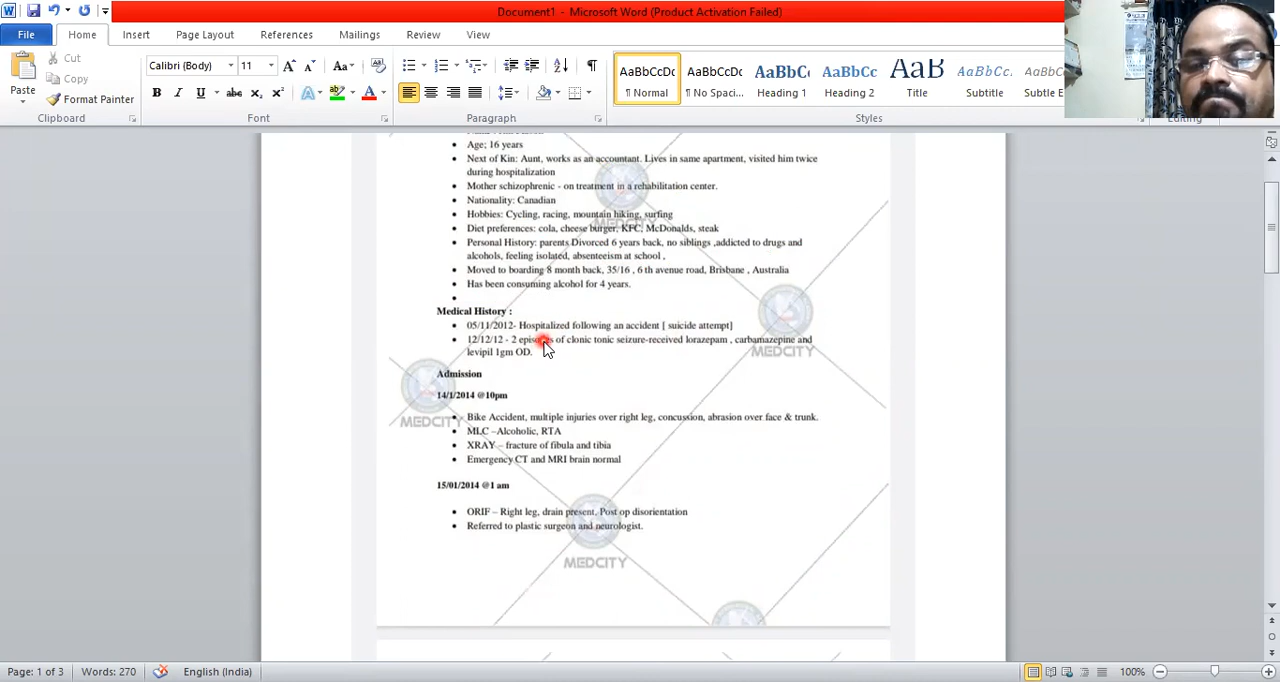 Document1 - Microsoft Word (Product Activation Failed)
File Home Insert Page Layout References Mailings Review View
Cut
Copy
Format Painter
Paste
Calibri (Body) 11
AaBbCcDc AaBbCcDc AaBbC AaBbCc AaB AaBbCc. AaBbCcDc
¶ Normal ¶ No Spaci... Heading 1 Heading 2 Title Subtitle Subtle E
Clipboard Font Paragraph Styles Editing
Age; 16 years
Next of Kin: Aunt, works as an accountant. Lives in same apartment, visited him twice
during hospitalization
Mother schizophrenic - on treatment in a rehabilitation center.
Nationality: Canadian
Hobbies: Cycling, racing, mountain hiking, surfing
Diet preferences: cola, cheese burger, KFC, McDonalds, steak
Personal History: parents Divorced 6 years back, no siblings ,addicted to drugs and
alcohols, feeling isolated, absenteeism at school ,
Moved to boarding 8 month back, 35/16 , 6 th avenue road, Brisbane , Australia
Has been consuming alcohol for 4 years.
Medical History :
05/11/2012- Hospitalized following an accident [ suicide attempt]
12/12/12 - 2 episodes of clonic tonic seizure-received lorazepam , carbamazepine and
levipil 1gm OD.
Admission
14/1/2014 @10pm
Bike Accident, multiple injuries over right leg, concussion, abrasion over face & trunk.
MLC –Alcoholic, RTA
XRAY – fracture of fibula and tibia
Emergency CT and MRI brain normal
15/01/2014 @1 am
ORIF – Right leg, drain present, Post op disorientation
Referred to plastic surgeon and neurologist.
MEDCITY
MEDCITY
MEDCITY
MEDCITY
Page: 1 of 3 Words: 270 English (India) 100%